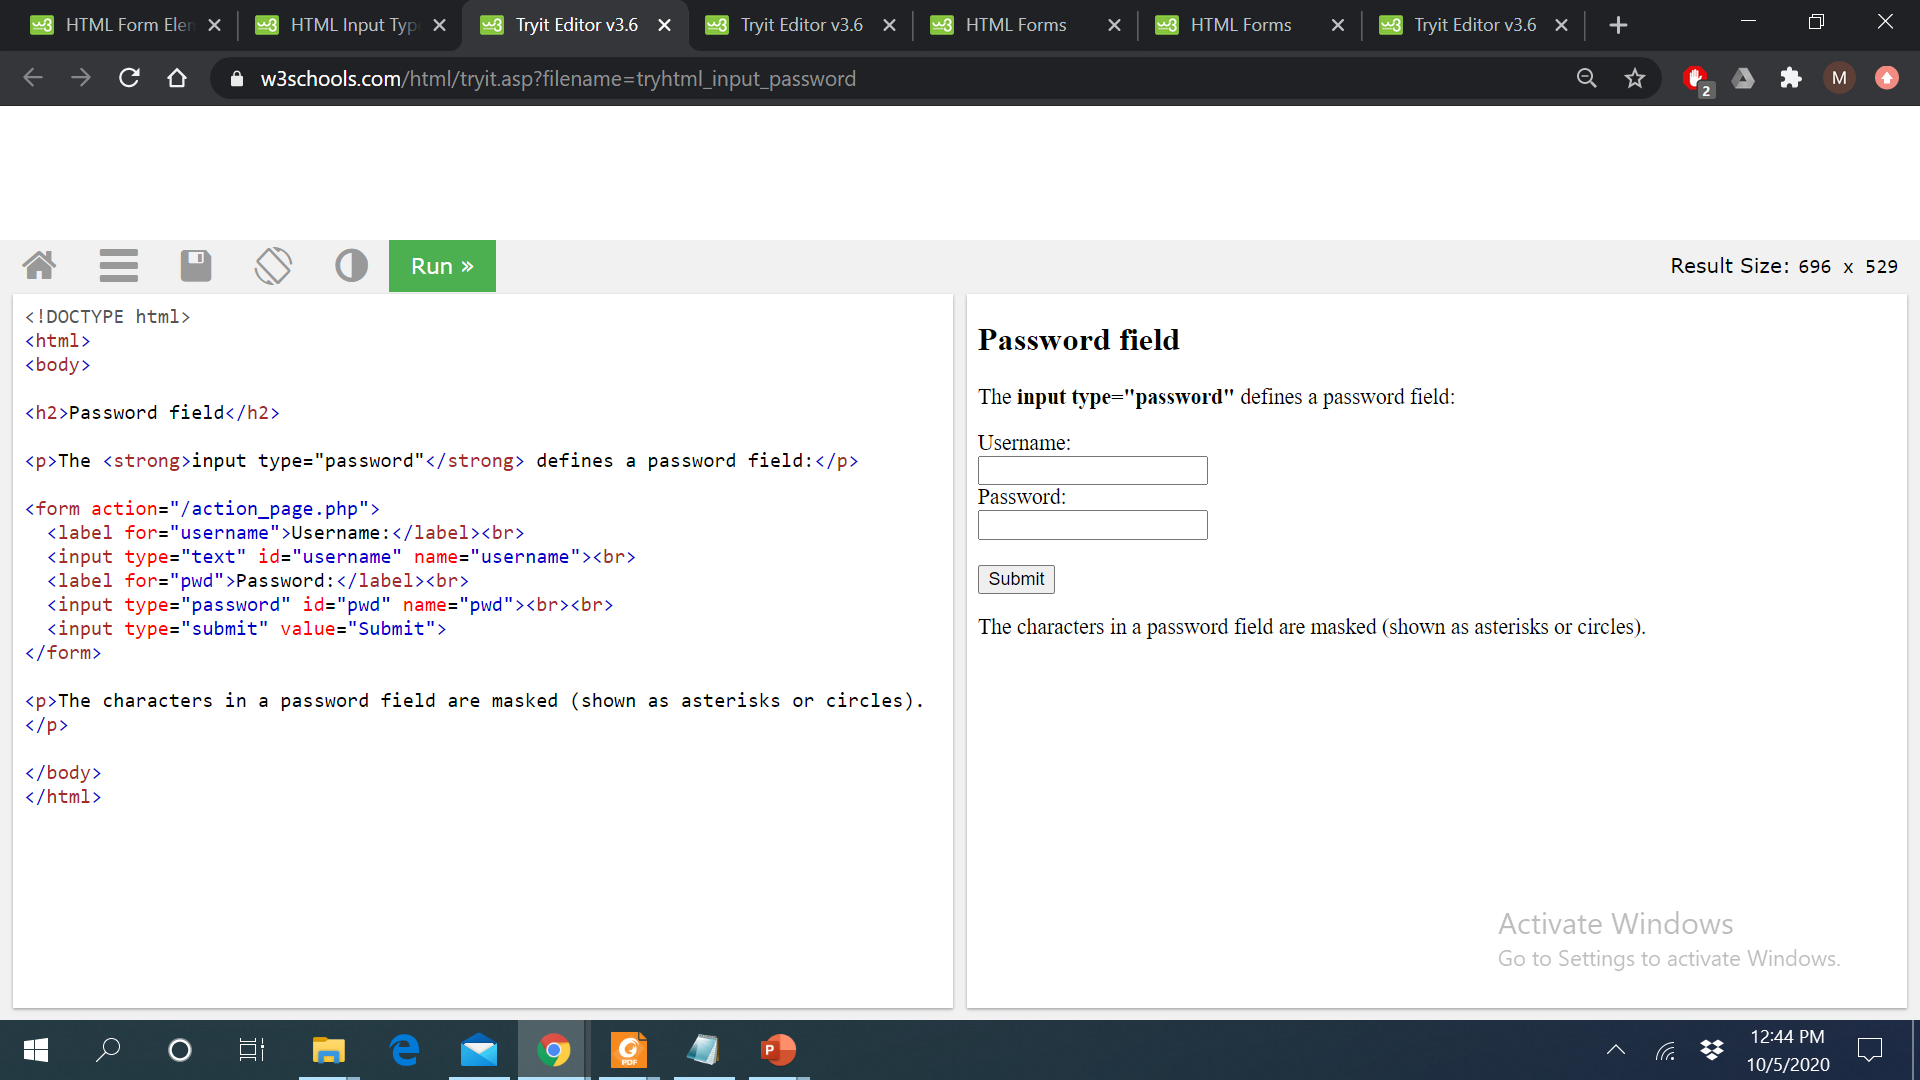 HTML Form Elen
HTML Input Typ
Tryit Editor v3.6
Tryit Editor v3.6
HTML Forms
HTML Forms
Tryit Editor v3.6
w3schools.com/html/tryit.asp?filename=tryhtml_input_password
2
M
Run »
Result Size: 696 x 529
<!DOCTYPE html>
<html>
<body>
<h2>Password field</h2>
<p>The <strong>input type="password"</strong> defines a password field:</p>
<form action="/action_page.php">
  <label for="username">Username:</label><br>
  <input type="text" id="username" name="username"><br>
  <label for="pwd">Password:</label><br>
  <input type="password" id="pwd" name="pwd"><br><br>
  <input type="submit" value="Submit">
</form>
<p>The characters in a password field are masked (shown as asterisks or circles).
</p>
</body>
</html>
Password field
The input type="password" defines a password field:
Username:
Password:
Submit
The characters in a password field are masked (shown as asterisks or circles).
Activate Windows
Go to Settings to activate Windows.
PDF
P
12:44 PM
10/5/2020